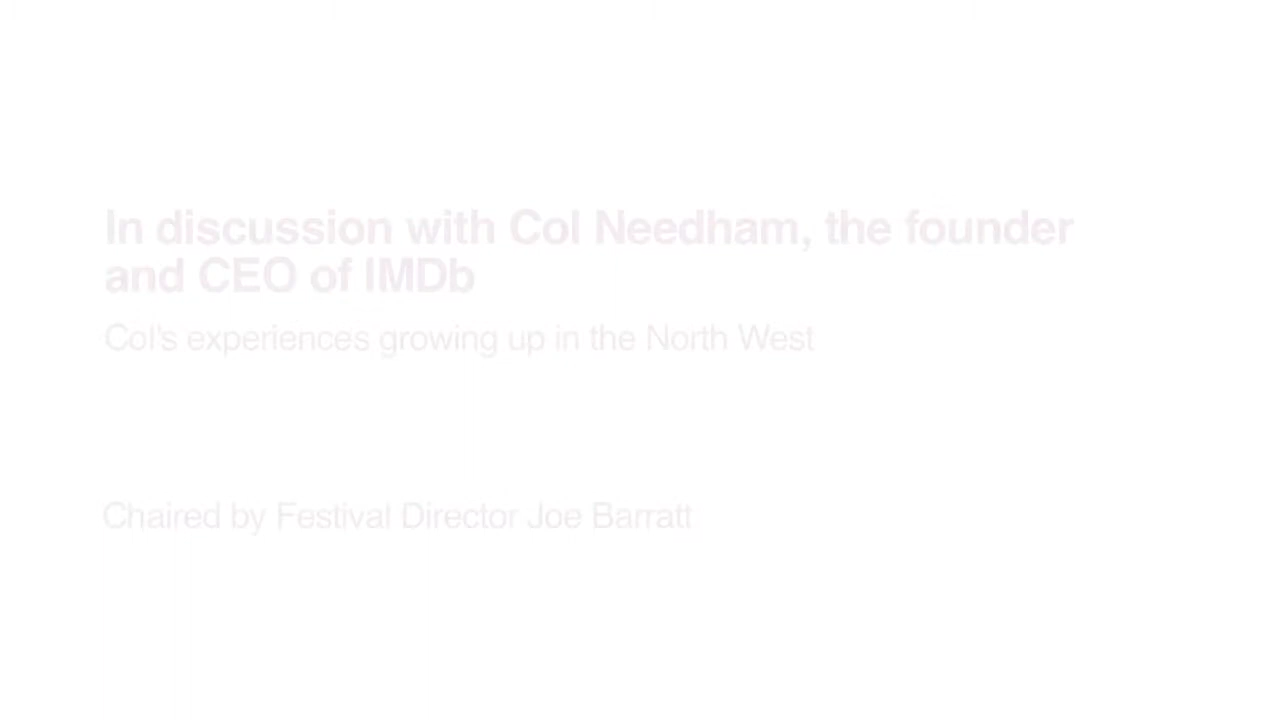 In discussion with Col Needham, the founder
and CEO of IMDb
Col's experiences growing up in the North West
Chaired by Festival Director Joe Barratt